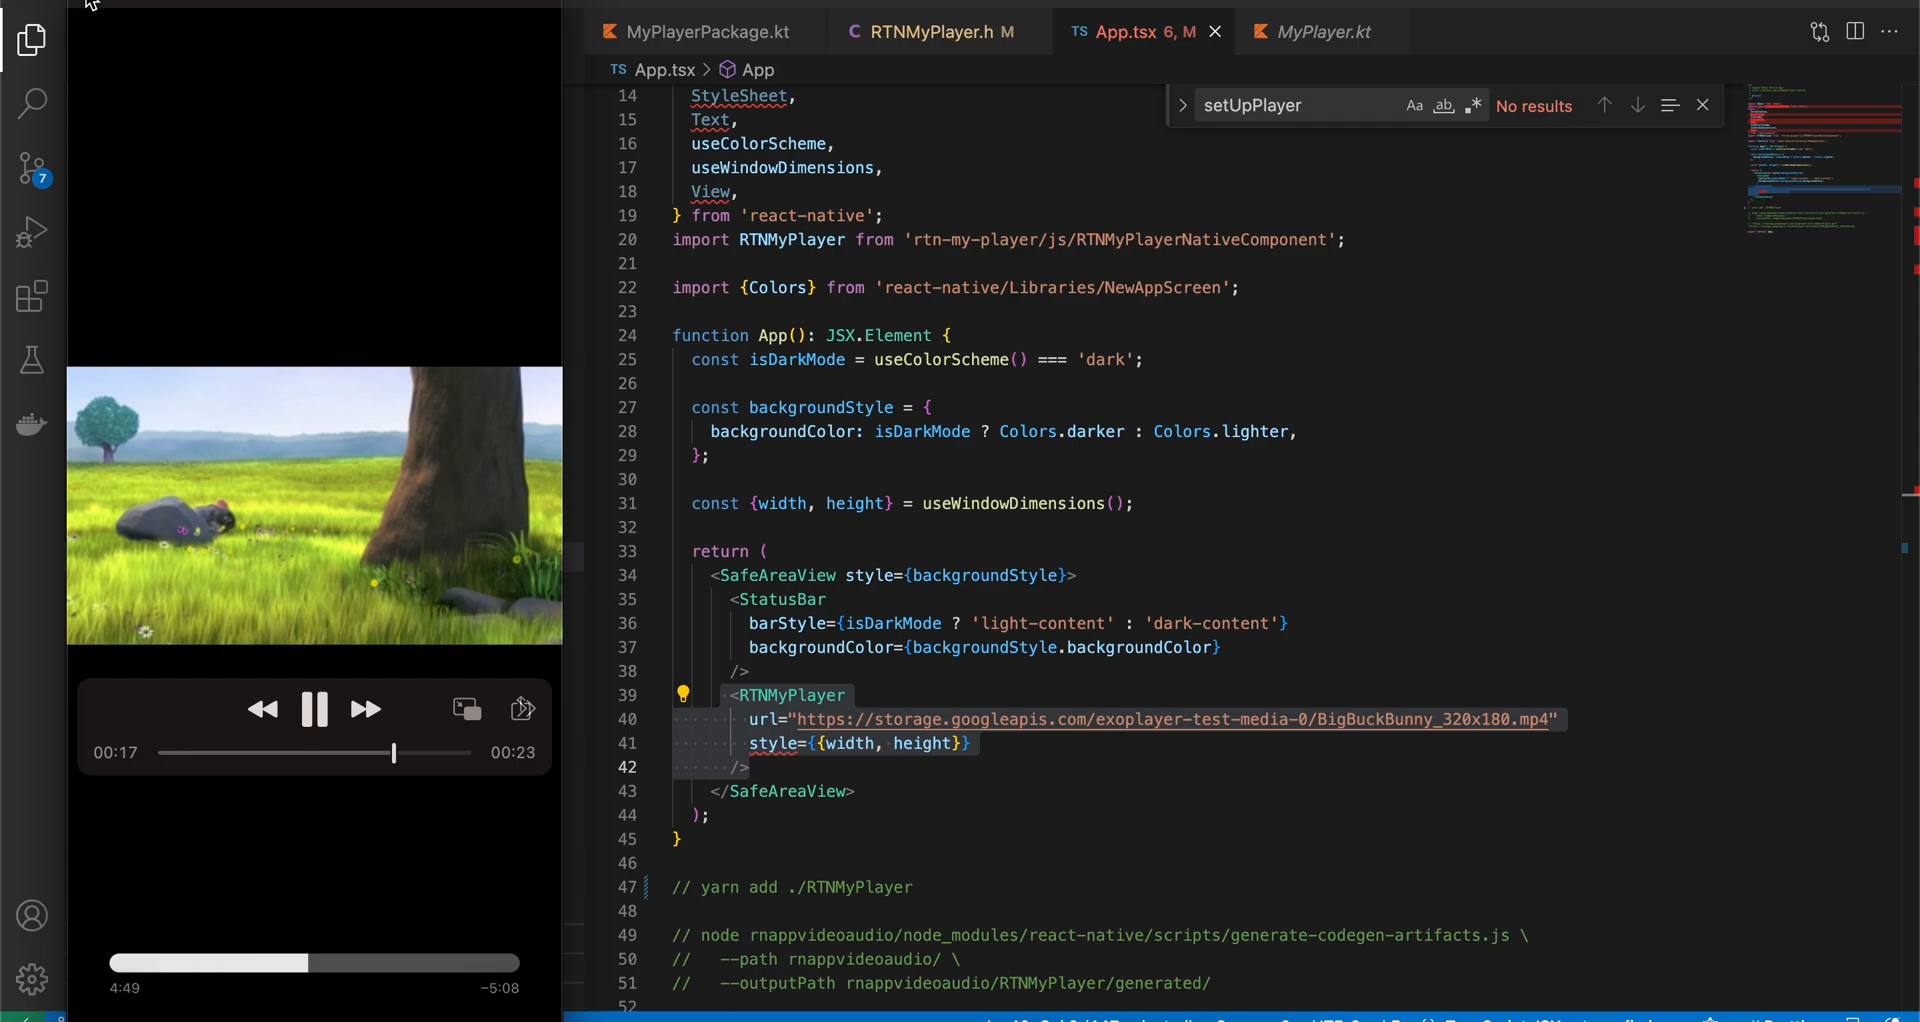 MyPlayerPackage.kt
C RTNMyPlayer.h M
TS App.tsx 6, M
MyPlayer.kt
TS App.tsx > App
setUpPlayer Aa ab .* No results
7
14 StyleSheet,
15 Text,
16 useColorScheme,
17 useWindowDimensions,
18 View,
19 } from 'react-native';
20 import RTNMyPlayer from 'rtn-my-player/js/RTNMyPlayerNativeComponent';
21
22 import {Colors} from 'react-native/Libraries/NewAppScreen';
23
24 function App(): JSX.Element {
25 const isDarkMode = useColorScheme() === 'dark';
26
27 const backgroundStyle = {
28 backgroundColor: isDarkMode ? Colors.darker : Colors.lighter,
29 };
30
31 const {width, height} = useWindowDimensions();
32
33 return (
34 <SafeAreaView style={backgroundStyle}>
35 <StatusBar
36 barStyle={isDarkMode ? 'light-content' : 'dark-content'}
37 backgroundColor={backgroundStyle.backgroundColor}
38 />
39 <RTNMyPlayer
40 url="https://storage.googleapis.com/exoplayer-test-media-0/BigBuckBunny_320x180.mp4"
41 style={{width, height}}
42 />
43 </SafeAreaView>
44 );
45 }
46
47 // yarn add ./RTNMyPlayer
48
49 // node rnappvideoaudio/node_modules/react-native/scripts/generate-codegen-artifacts.js \
50 // --path rnappvideoaudio/ \
51 // --outputPath rnappvideoaudio/RTNMyPlayer/generated/
52
00:17 00:23
4:49 -5:08